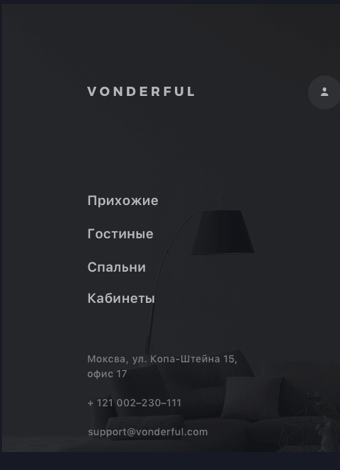 VONDERFUL
Прихожие
Гостиные
Спальни
Кабинеты
Моксва, ул. Копа-Штейна 15,
офис 17
+ 121 002–230–111
support@vonderful.com